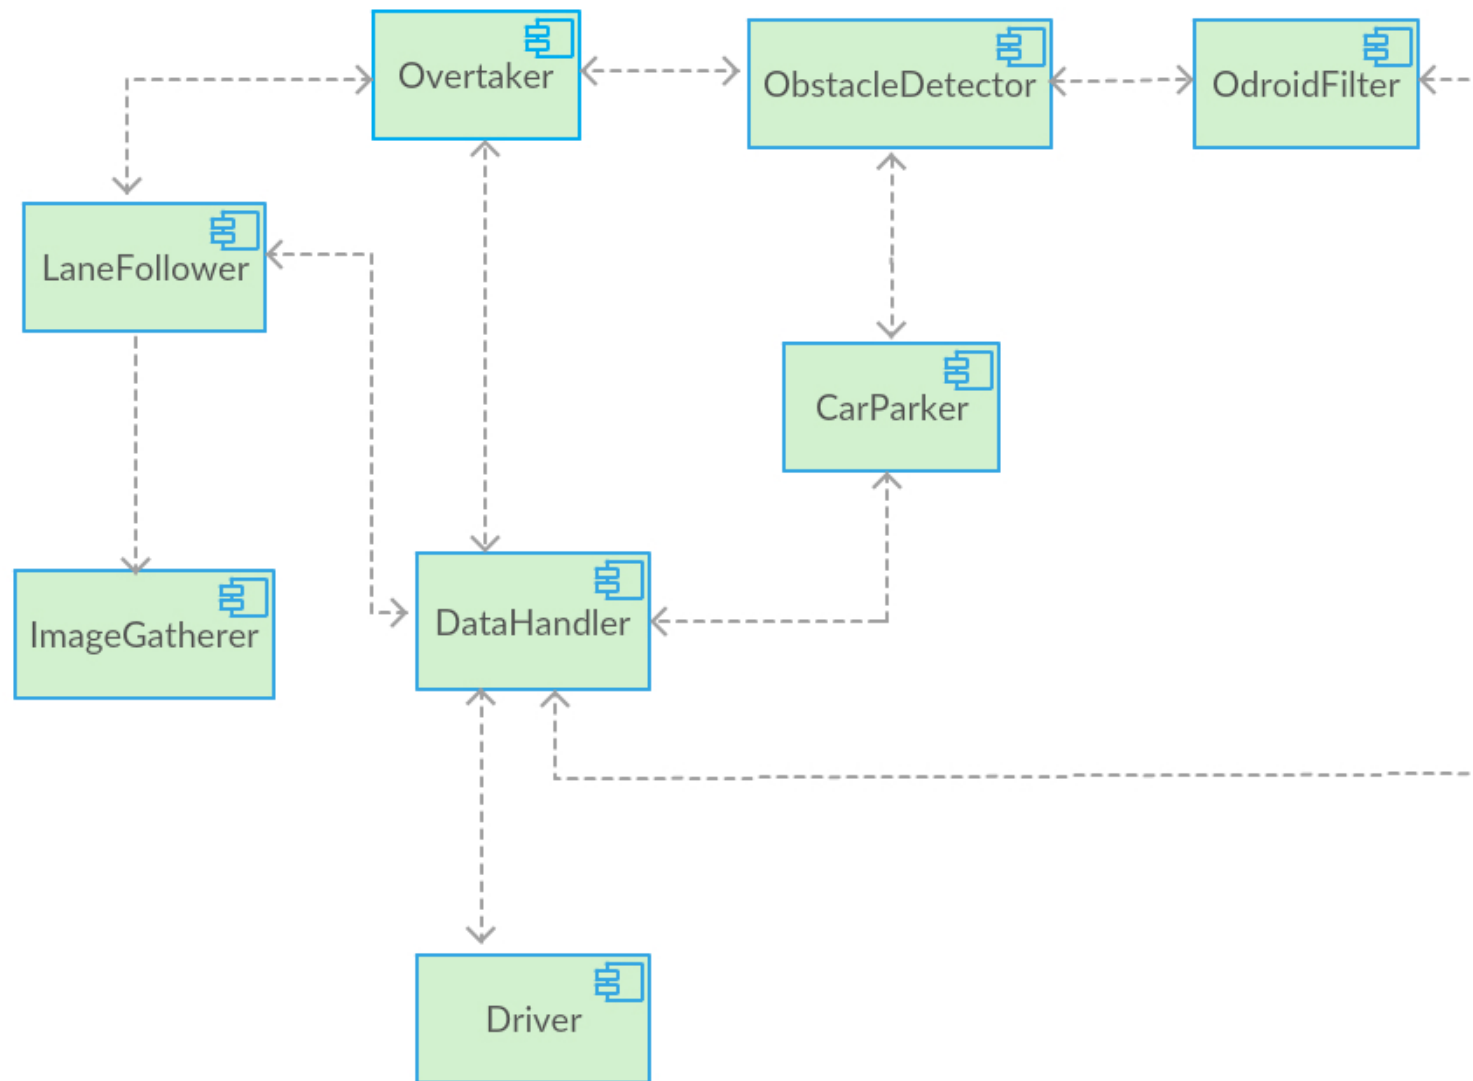 Overtaker
ObstacleDetector
OdroidFilter
LaneFollower
CarParker
ImageGatherer
DataHandler
Driver